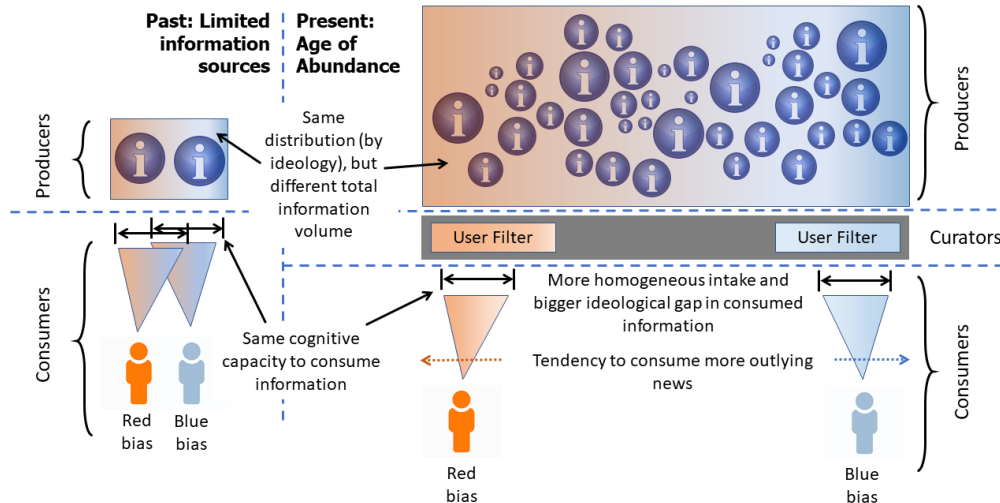 Past: Limited
information
sources
Present:
Age of
Abundance
Producers
Same
distribution (by
ideology), but
different total
information
volume
Producers
User Filter
User Filter
Curators
Consumers
More homogeneous intake and
bigger ideological gap in consumed
information
Same cognitive
capacity to consume
information
Tendency to consume more outlying
news
Consumers
Red
bias
Blue
bias
Red
bias
Blue
bias